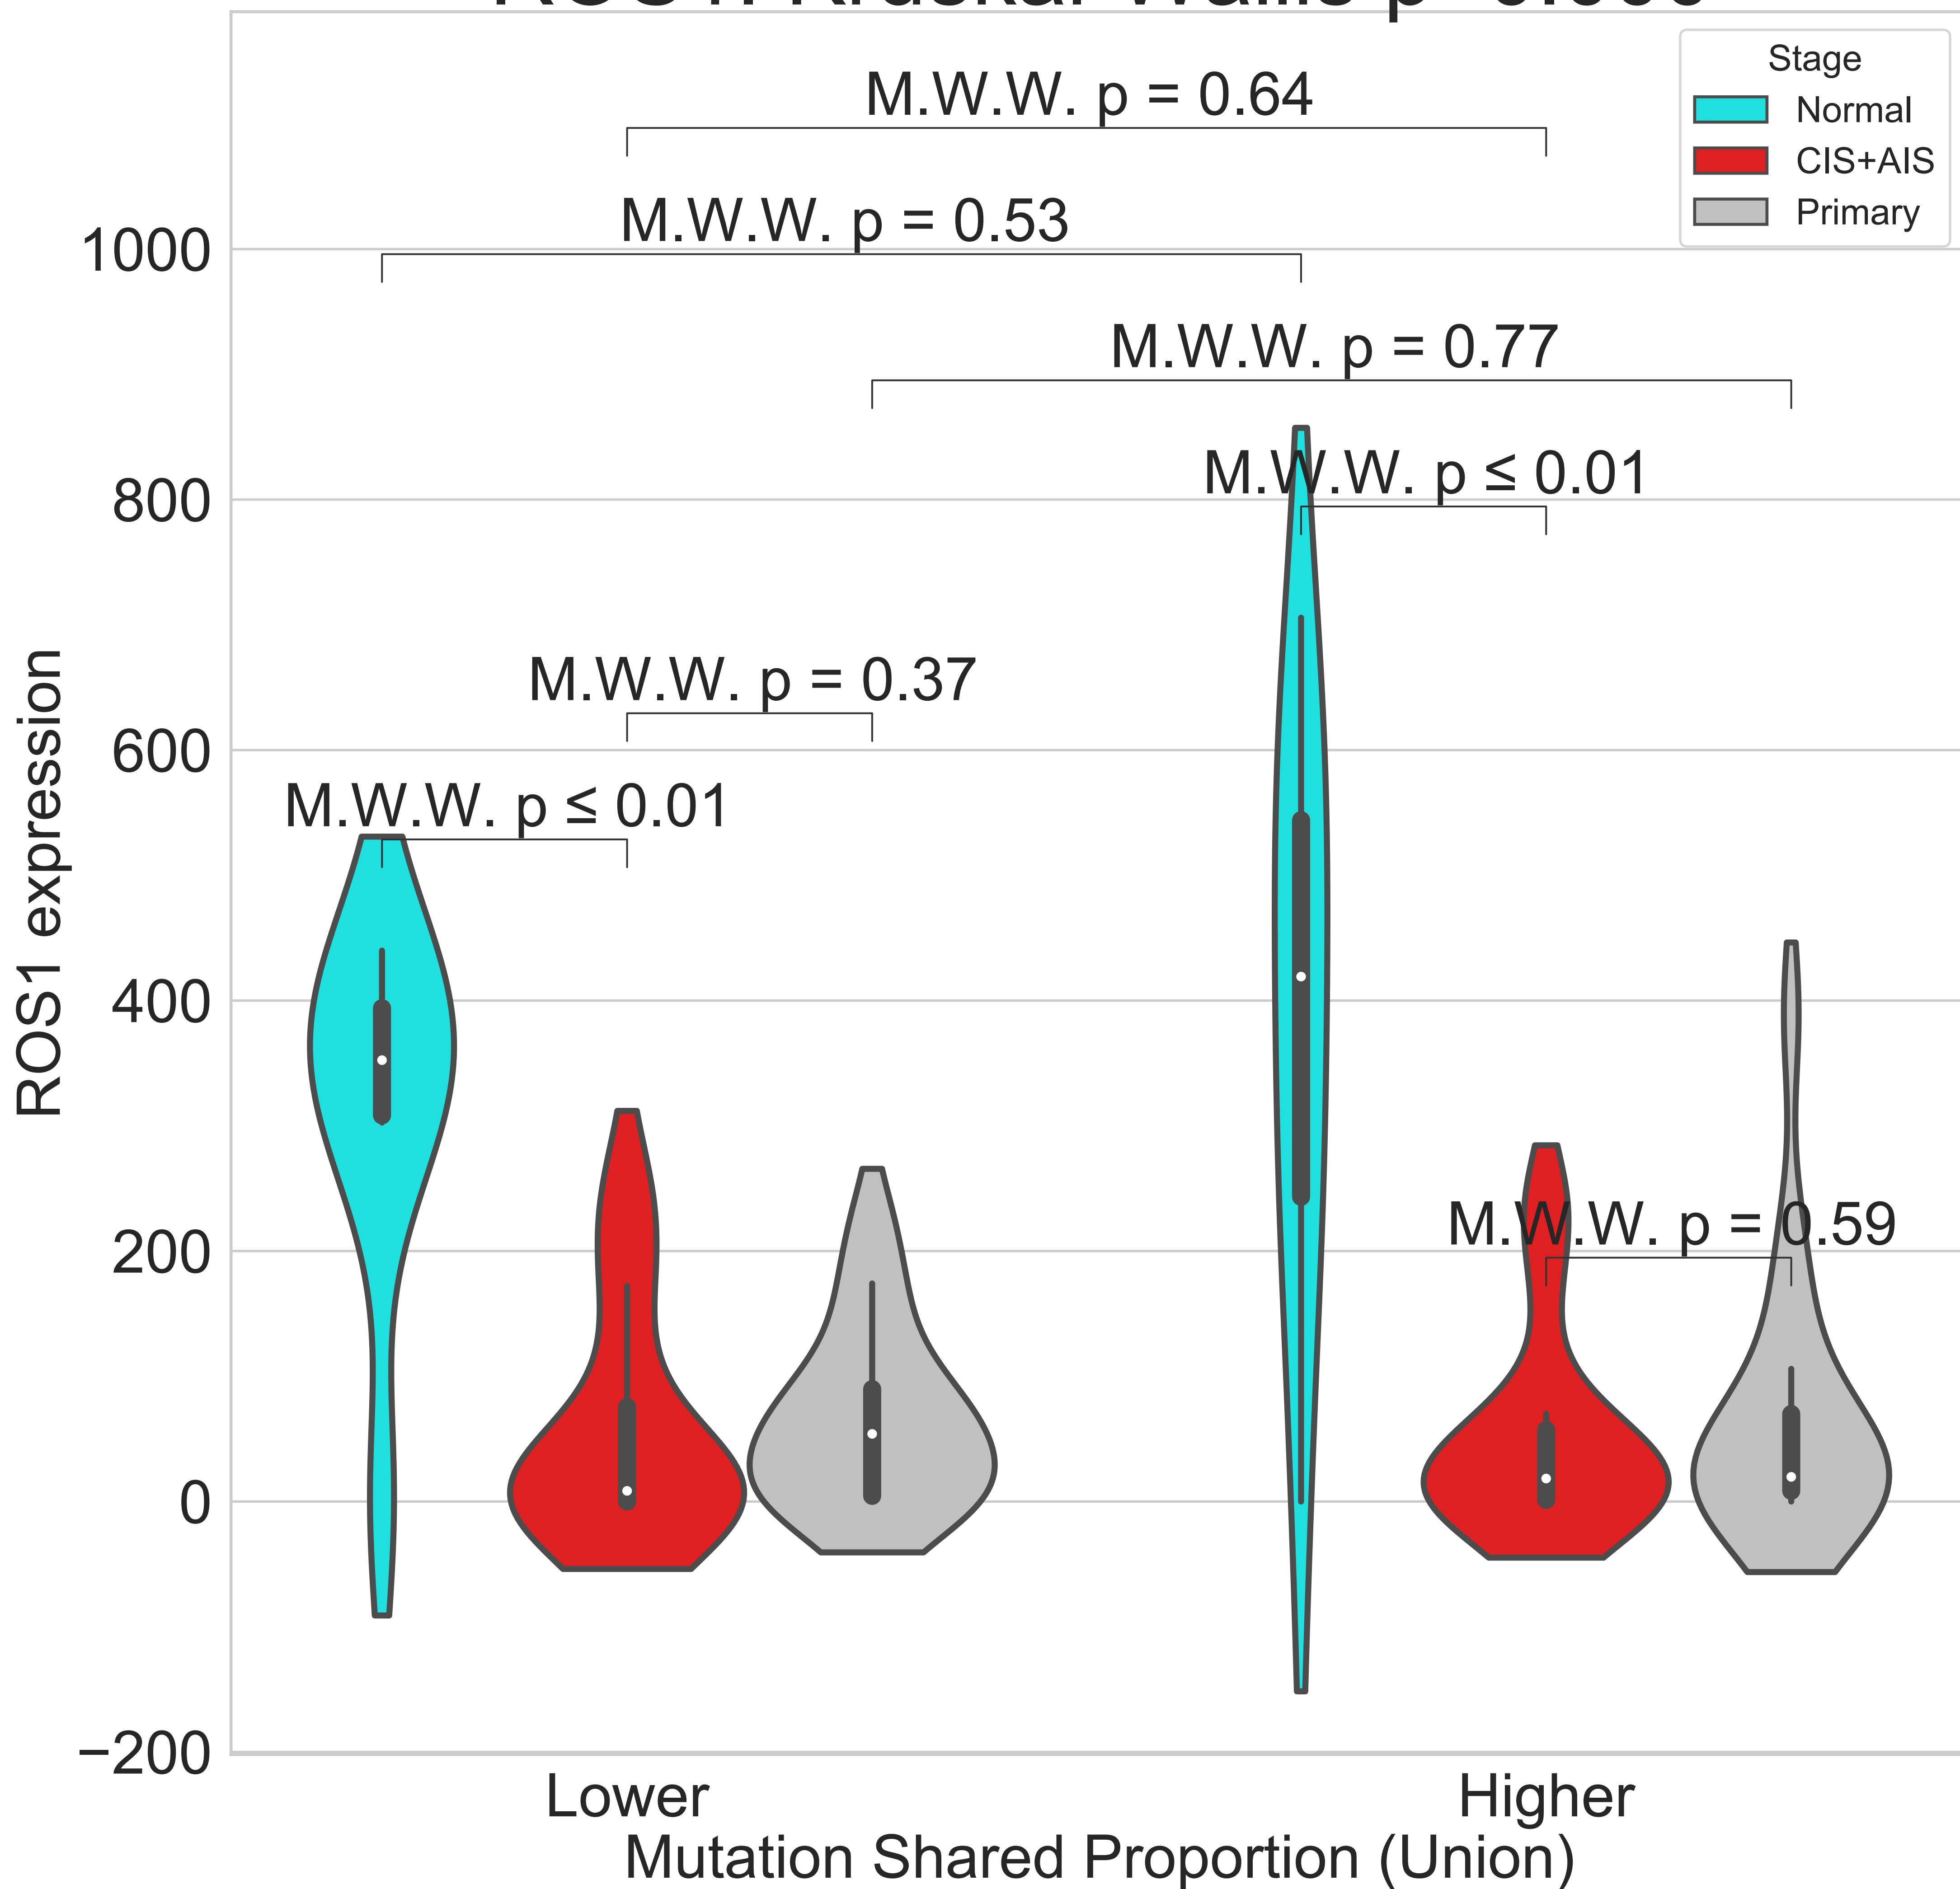 Stage
Normal
CIS+AIS
Primary
M.W.W. p = 0.64
M.W.W. p = 0.53
M.W.W. p = 0.77
M.W.W. p ≤ 0.01
M.W.W. p = 0.37
M.W.W. p ≤ 0.01
M.W.W. p = 0.59
1000
800
600
400
200
0
−200
ROS1 expression
Lower
Higher
Mutation Shared Proportion (Union)